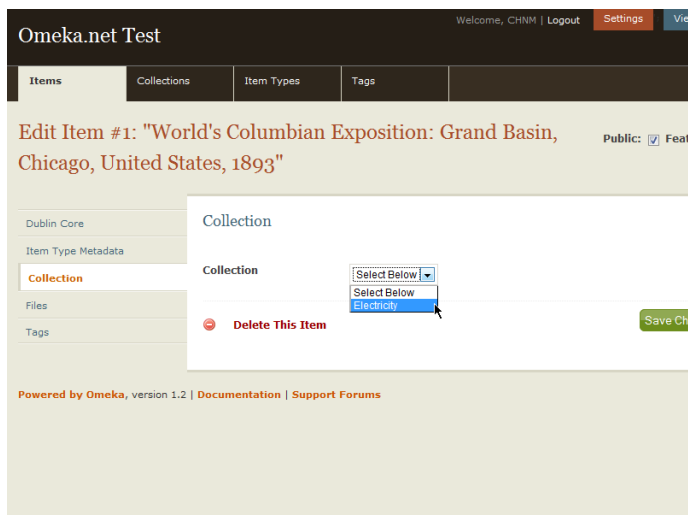 Welcome, CHNM | Logout
Settings
Omeka.net Test
Items
Collections
Item Types
Tags
Edit Item #1: "World's Columbian Exposition: Grand Basin,
Chicago, United States, 1893"
Public:
Dublin Core
Item Type Metadata
Collection
Files
Tags
Collection
Collection
Select Below
Select Below
Electricity
Delete This Item
Save Ch
Powered by Omeka, version 1.2 | Documentation | Support Forums